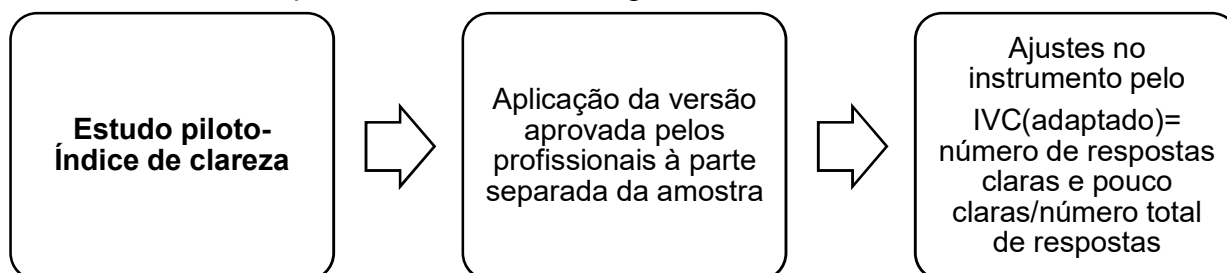 Estudo piloto-
Índice de clareza
Aplicação da versão
aprovada pelos
profissionais à parte
separada da amostra
Ajustes no
instrumento pelo
IVC(adaptado)=
número de respostas
claras e pouco
claras/número total
de respostas